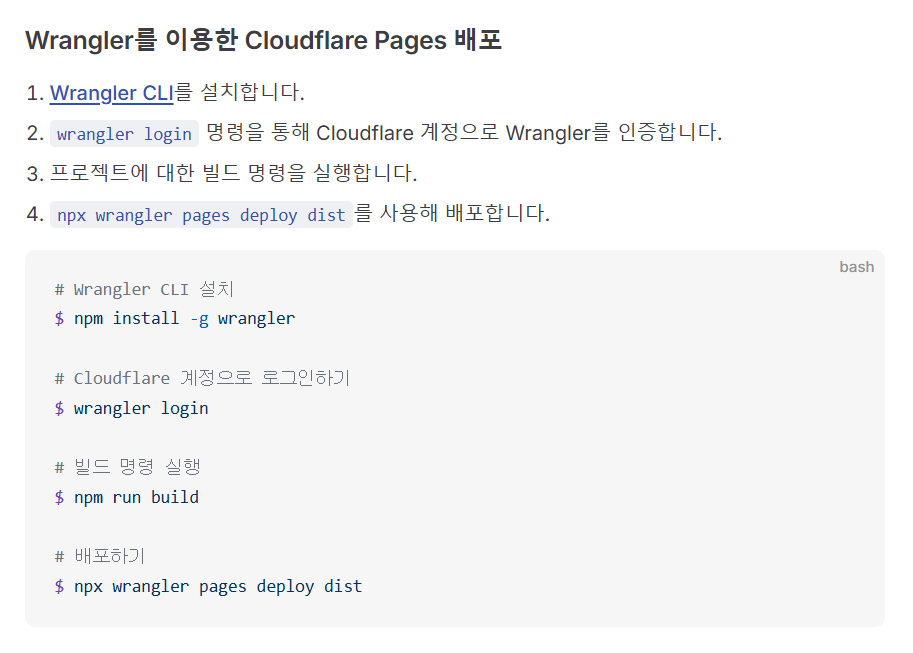 Wrangler를 이용한 Cloudflare Pages 배포
1. Wrangler CLI를 설치합니다.
2. wrangler login 명령을 통해 Cloudflare 계정으로 Wrangler를 인증합니다.
3. 프로젝트에 대한 빌드 명령을 실행합니다.
4. npx wrangler pages deploy dist를 사용해 배포합니다.
bash
# Wrangler CLI 설치
$ npm install -g wrangler
# Cloudflare 계정으로 로그인하기
$ wrangler login
# 빌드 명령 실행
$ npm run build
# 배포하기
$ npx wrangler pages deploy dist